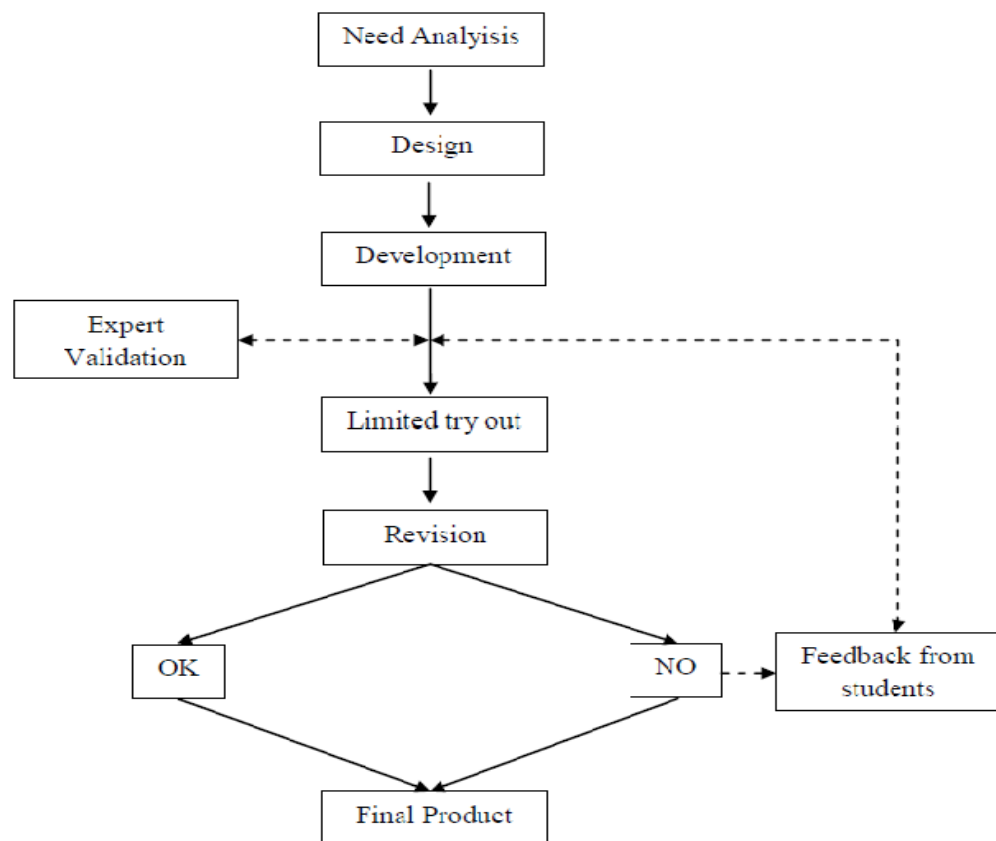 Need Analyisis
Design
Development
Expert
Validation
Limited try out
Revision
OK
NO
Feedback from
students
Final Product